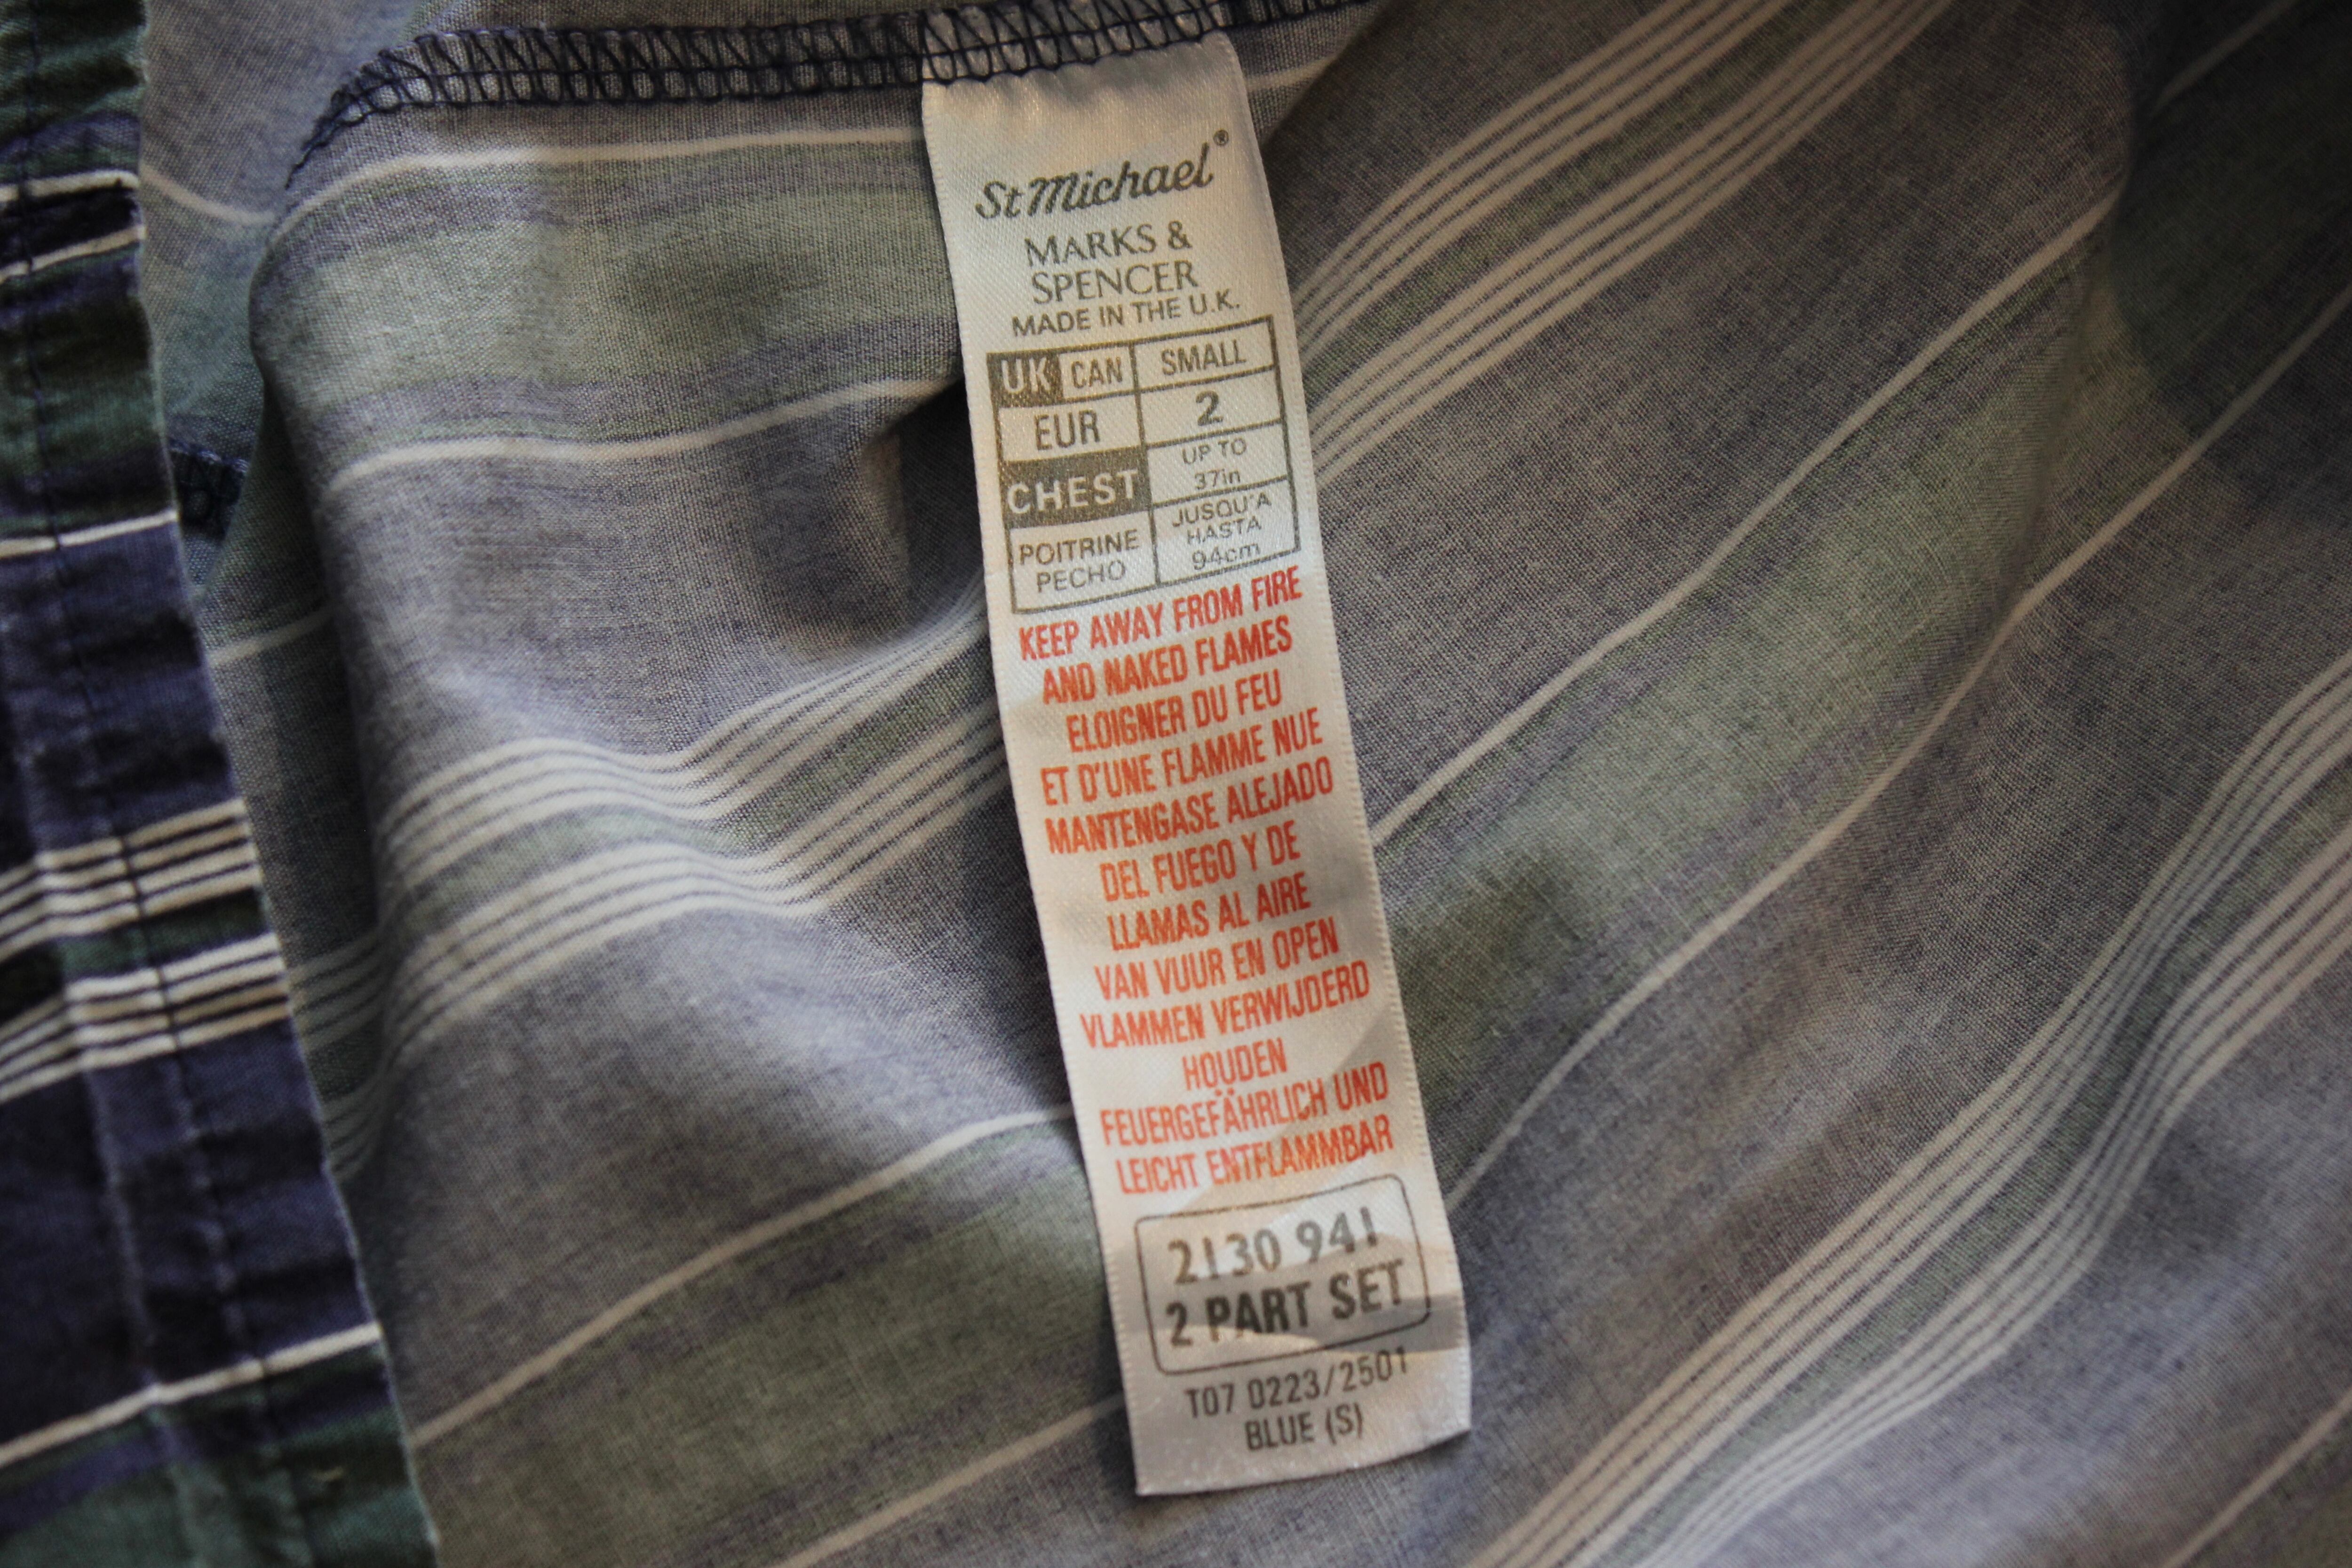 St Michael®
MARKS &
SPENCER
MADE IN THE U.K.
UK CAN SMALL
EUR 2
CHEST UP TO 37in
POITRINE PECHO JUSQU'A HASTA 94cm
KEEP AWAY FROM FIRE
AND NAKED FLAMES
ELOIGNER DU FEU
ET D'UNE FLAMME NUE
MANTENGASE ALEJADO
DEL FUEGO Y DE
LLAMAS AL AIRE
VAN VUUR EN OPEN
VLAMMEN VERWIJDERD
HOUDEN
FEUERGEFÄHRLICH UND
LEICHT ENTFLAMMBAR
2130 941
2 PART SET
T07 0223/2501
BLUE (S)